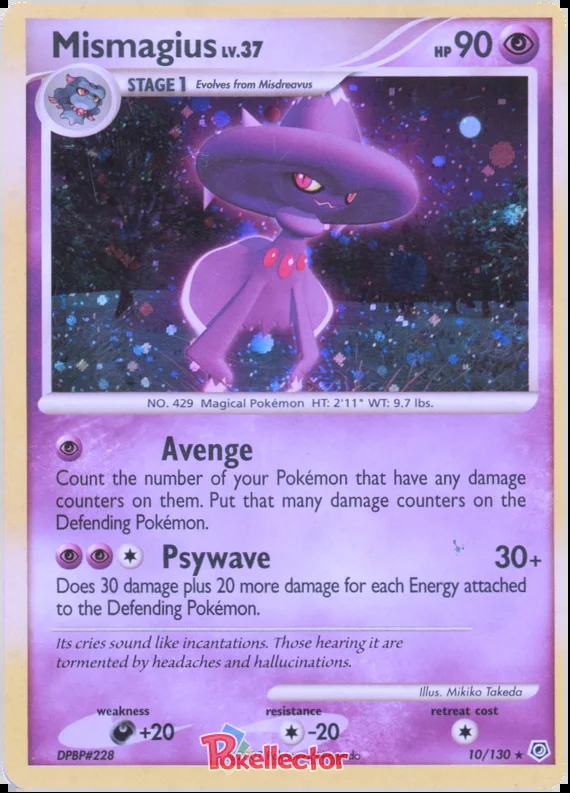 Mismagius LV.37 HP 90
STAGE 1 Evolves from Misdreavus
NO. 429 Magical Pokémon HT: 2'11" WT: 9.7 lbs.
Avenge
Count the number of your Pokémon that have any damage
counters on them. Put that many damage counters on the
Defending Pokémon.
Psywave 30+
Does 30 damage plus 20 more damage for each Energy attached
to the Defending Pokémon.
Its cries sound like incantations. Those hearing it are
tormented by headaches and hallucinations.
Illus. Mikiko Takeda
weakness resistance retreat cost
+20 -20
DPBP#228 Pokellector 10/130